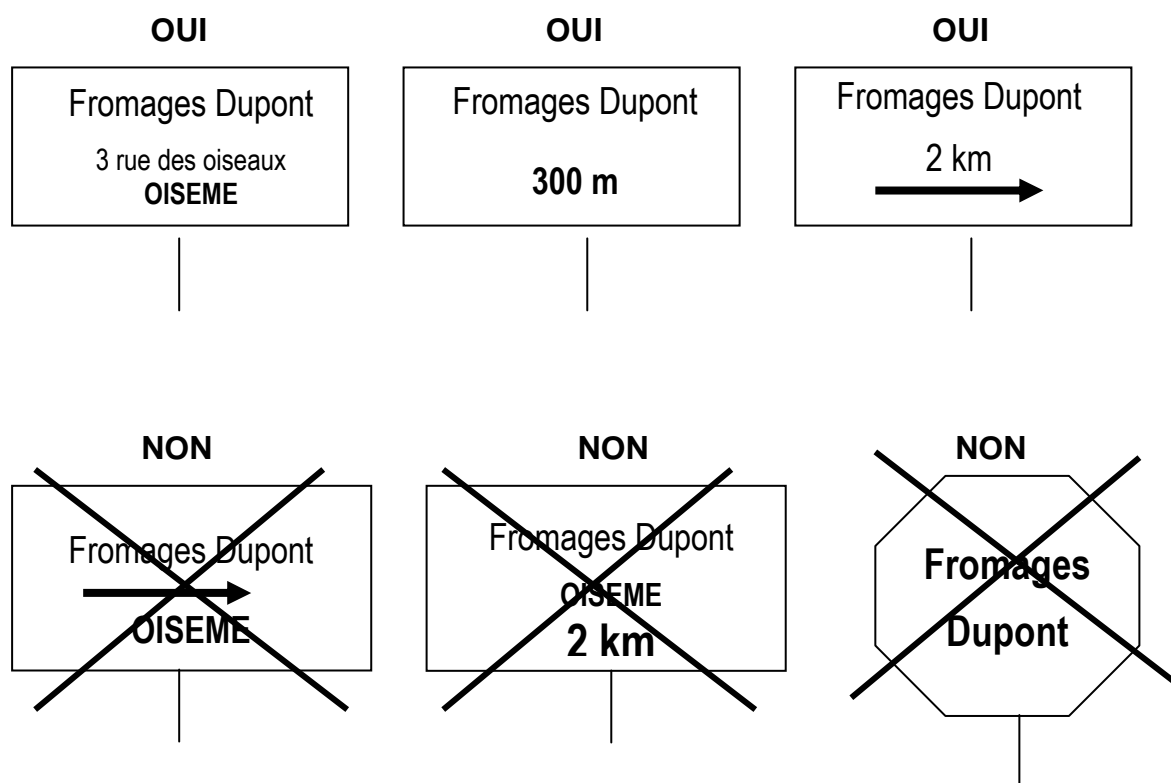 OUI
Fromages Dupont
3 rue des oiseaux
OISEME
OUI
Fromages Dupont
300 m
OUI
Fromages Dupont
2 km
NON
Fromages Dupont
OISEME
NON
Fromages Dupont
OISEME
2 km
NON
Fromages
Dupont